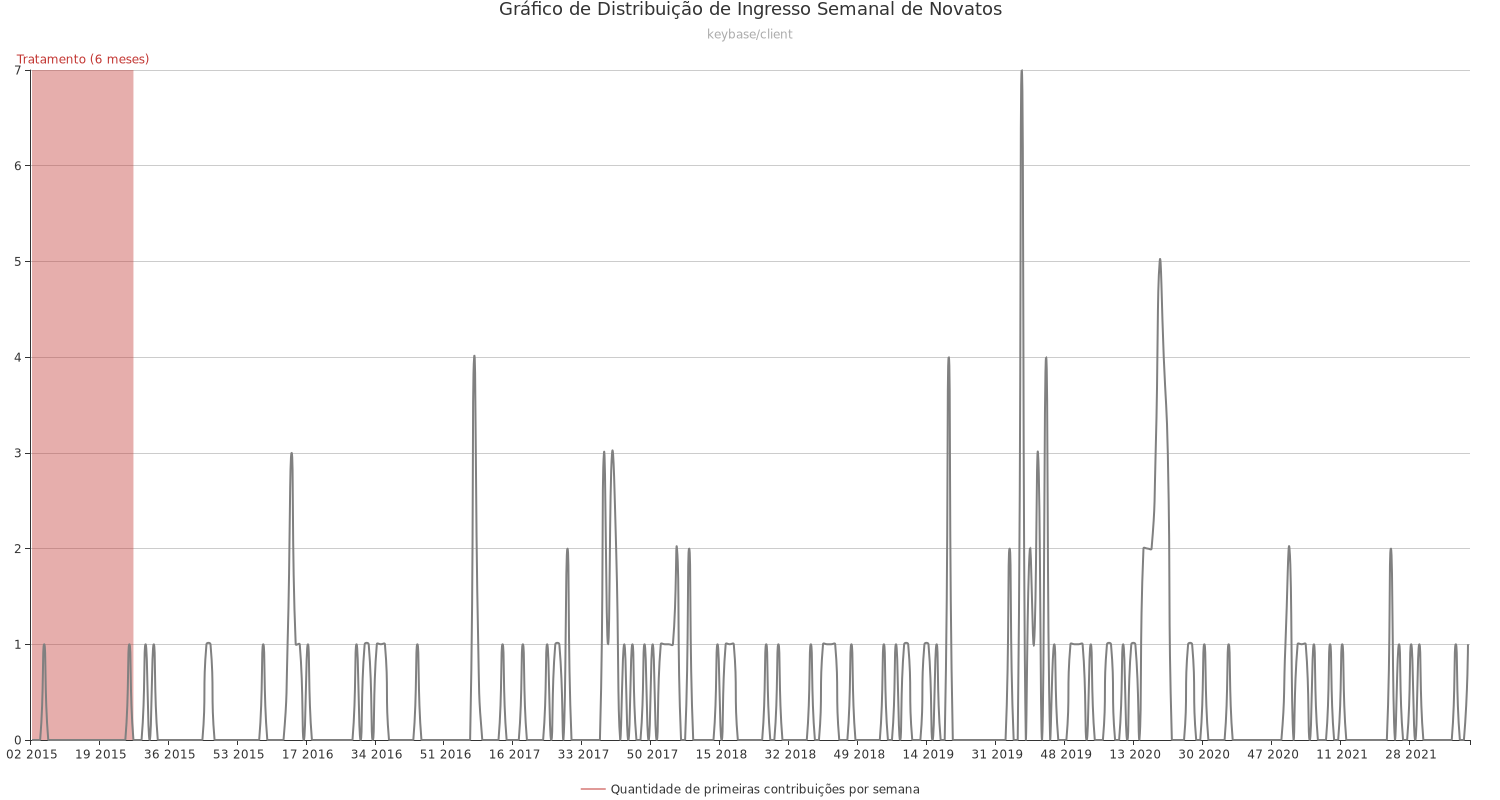 Gráfico de Distribuição de Ingresso Semanal de Novatos
keybase/client
Tratamento (6 meses)
7
6
5
4
3
2
1
0
02 2015 19 2015 36 2015 53 2015 17 2016 34 2016 51 2016 16 2017 33 2017 50 2017 15 2018 32 2018 49 2018 14 2019 31 2019 48 2019 13 2020 30 2020 47 2020 11 2021 28 2021
Quantidade de primeiras contribuições por semana